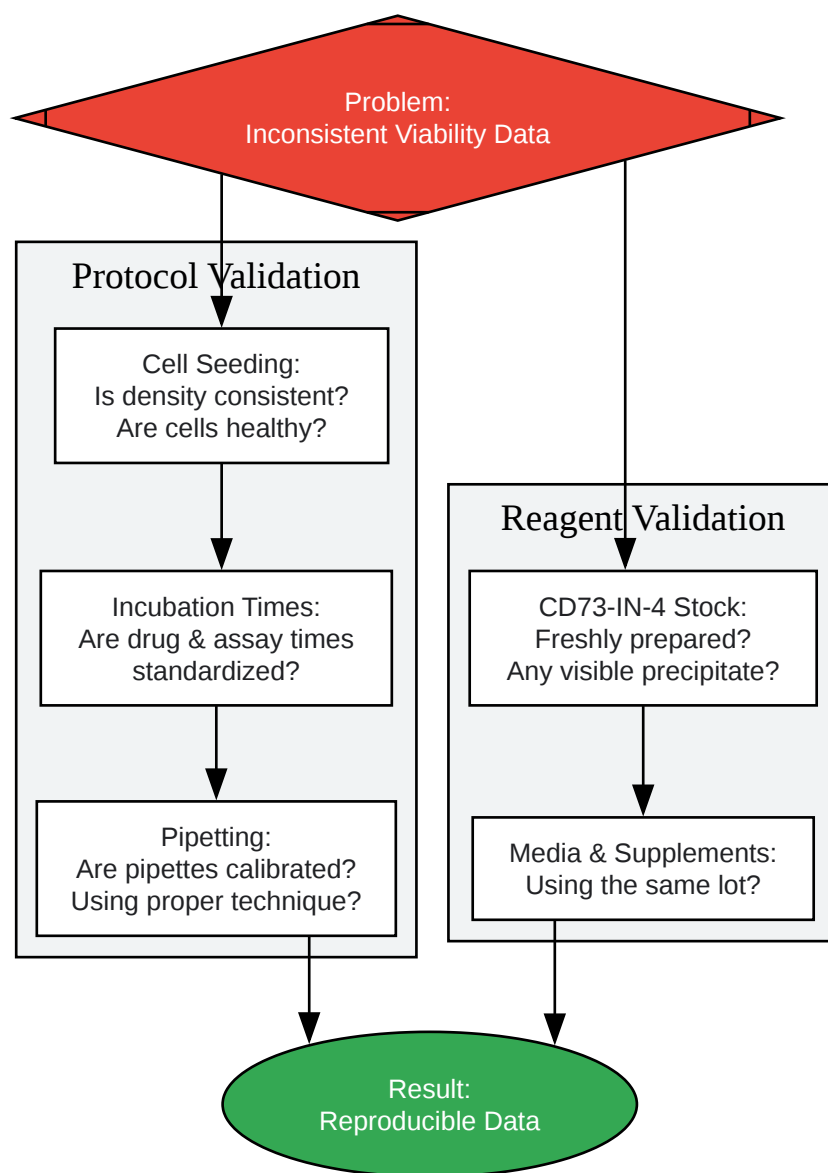 Problem:
Inconsistent Viability Data
Protocol Validation
Cell Seeding:
Is density consistent?
Are cells healthy?
Incubation Times:
Are drug & assay times
standardized?
Pipetting:
Are pipettes calibrated?
Using proper technique?
Reagent Validation
CD73-IN-4 Stock:
Freshly prepared?
Any visible precipitate?
Media & Supplements:
Using the same lot?
Result:
Reproducible Data